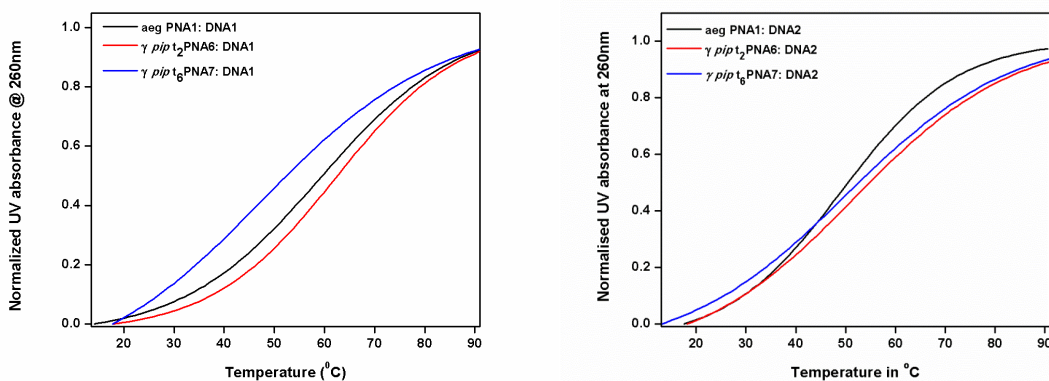 Normalized UV absorbance @ 260nm
1.0
0.8
0.6
0.4
0.2
0.0
aeg PNA1: DNA1
γ pip t2PNA6: DNA1
γ pip t6PNA7: DNA1
20 30 40 50 60 70 80 90
Temperature (⁰C)
Normalised UV absorbance at 260nm
1.0
0.8
0.6
0.4
0.2
0.0
aeg PNA1: DNA2
γ pip t2PNA6: DNA2
γ pip t6PNA7: DNA2
20 30 40 50 60 70 80 90
Temperature in ⁰C